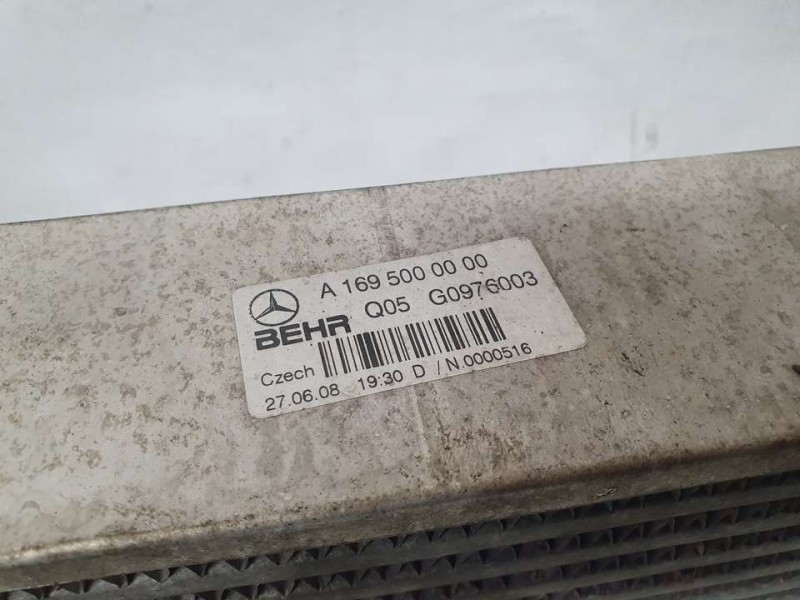 A 169 500 00 00
Q05 G0976003
BEHR
Czech
27.06.08 19:30 D / N.0000516